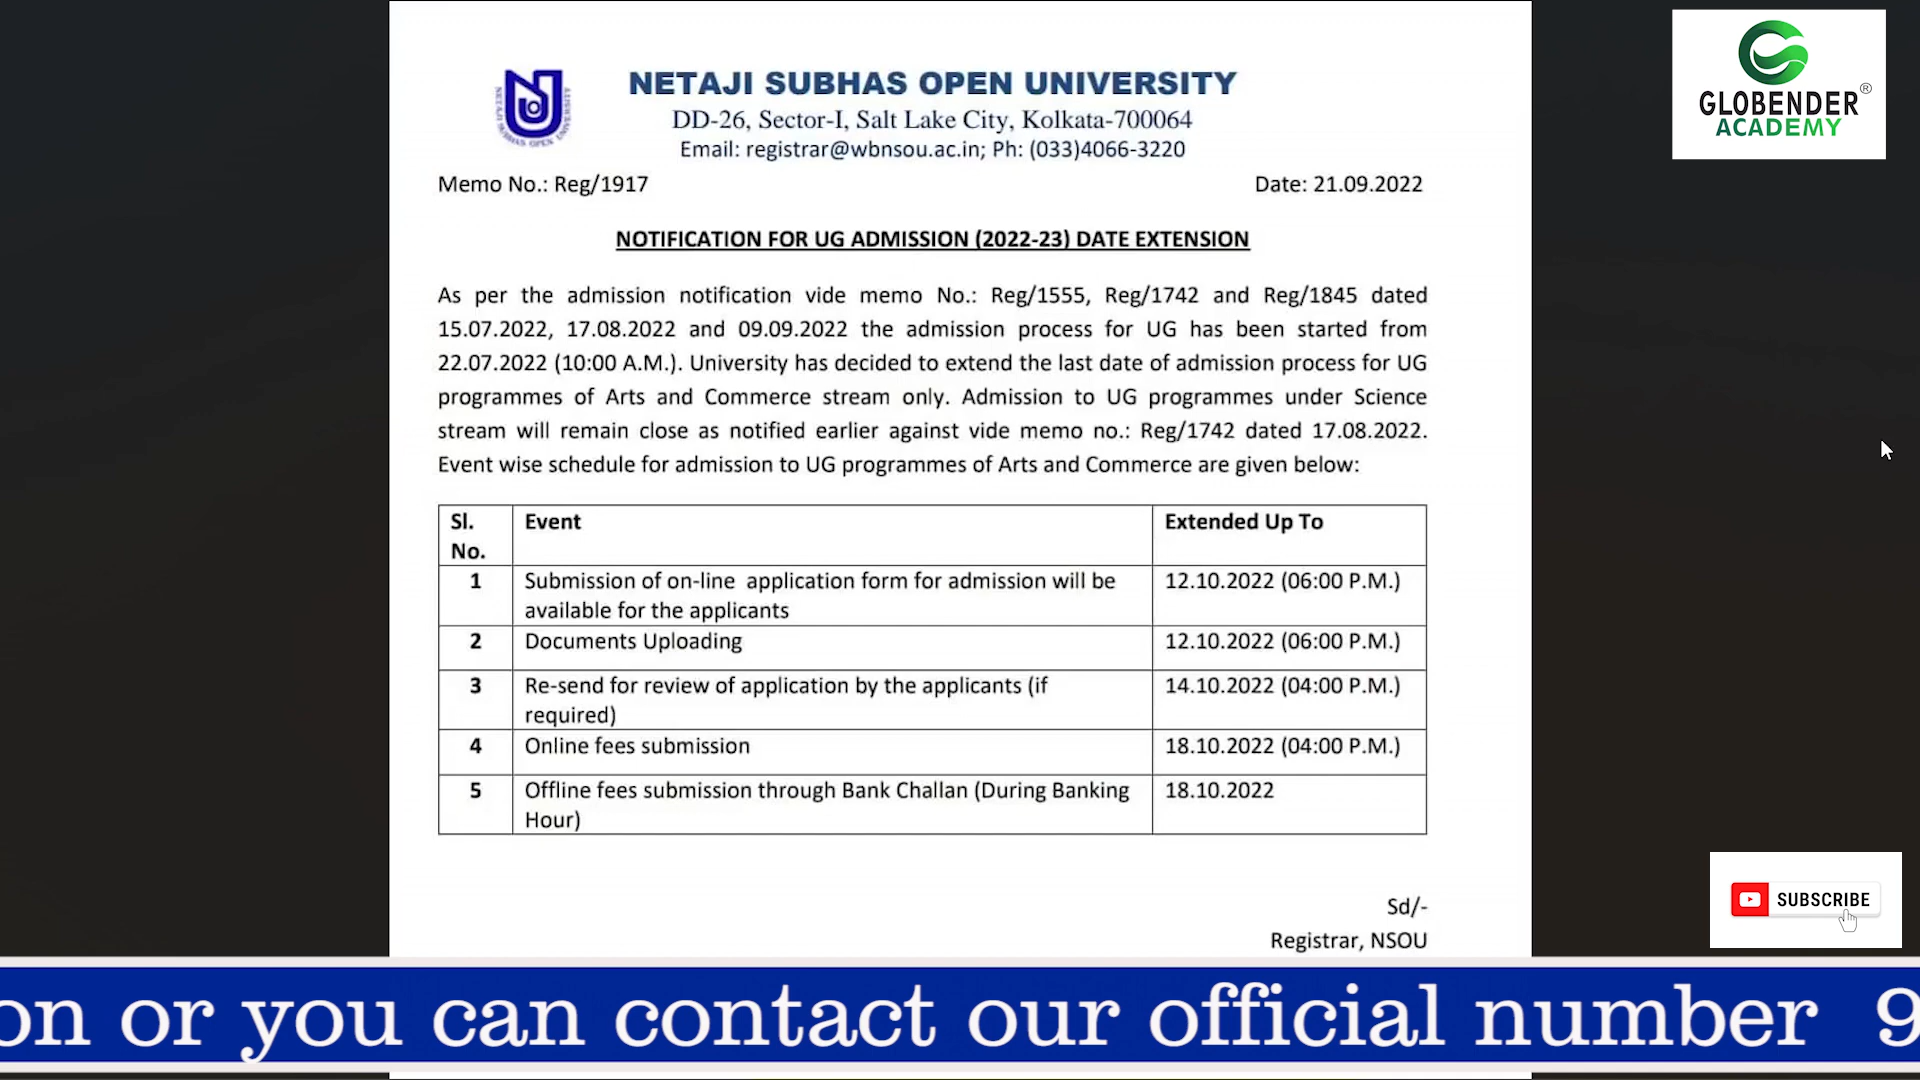 GLOBENDER®
ACADEMY
NETAJI SUBHAS OPEN UNIVERSITY
NETAJI SUBHAS OPEN UNIVERSITY
DD-26, Sector-I, Salt Lake City, Kolkata-700064
Email: registrar@wbnsou.ac.in; Ph: (033)4066-3220
Memo No.: Reg/1917 Date: 21.09.2022
NOTIFICATION FOR UG ADMISSION (2022-23) DATE EXTENSION
As per the admission notification vide memo No.: Reg/1555, Reg/1742 and Reg/1845 dated
15.07.2022, 17.08.2022 and 09.09.2022 the admission process for UG has been started from
22.07.2022 (10:00 A.M.). University has decided to extend the last date of admission process for UG
programmes of Arts and Commerce stream only. Admission to UG programmes under Science
stream will remain close as notified earlier against vide memo no.: Reg/1742 dated 17.08.2022.
Event wise schedule for admission to UG programmes of Arts and Commerce are given below:
Sl. Event Extended Up To
No.
1 Submission of on-line application form for admission will be 12.10.2022 (06:00 P.M.)
available for the applicants
2 Documents Uploading 12.10.2022 (06:00 P.M.)
3 Re-send for review of application by the applicants (if 14.10.2022 (04:00 P.M.)
required)
4 Online fees submission 18.10.2022 (04:00 P.M.)
5 Offline fees submission through Bank Challan (During Banking 18.10.2022
Hour)
Sd/-
Registrar, NSOU
SUBSCRIBE
on or you can contact our official number 9